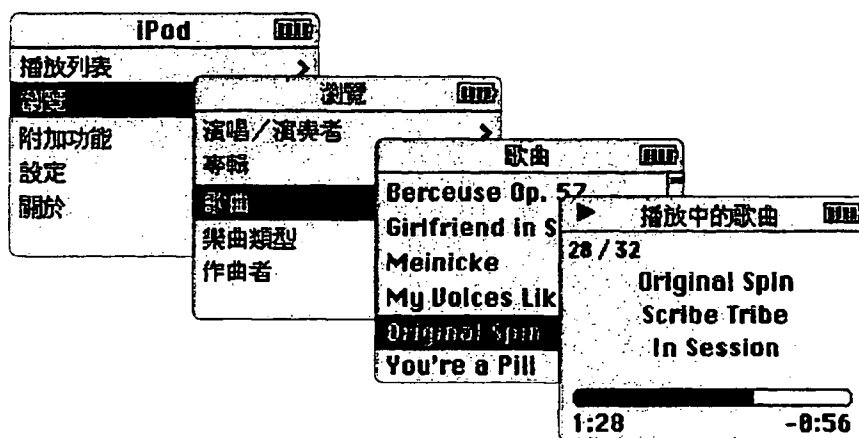 iPod
播放列表
瀏覽
附加功能
設定
關於
瀏覽
演唱/演奏者
專輯
歌曲
樂曲類型
作曲者
歌曲
Berceuse Op. 57
Girlfriend in S
Meinicke
My Voices Lik
Original Spin
You're a Pill
播放中的歌曲
28 / 32
Original Spin
Scribe Tribe
In Session
1:28
-0:56